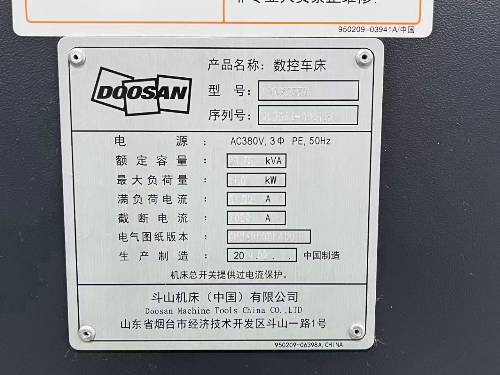 950209-03941A/中国
DOOSAN
产品名称：数控车床
型 号：
序列号：
电 源：AC380V, 3Φ PE, 50Hz
额定容量：kVA
最大负荷量：kW
满负荷电流：A
截断电流：A
电气图纸版本：
生产制造：20 . . 中国制造
机床总开关提供过电流保护。
斗山机床（中国）有限公司
Doosan Machine Tools China CO.,LTD
山东省烟台市经济技术开发区斗山一路1号
950209-06398A,CHINA